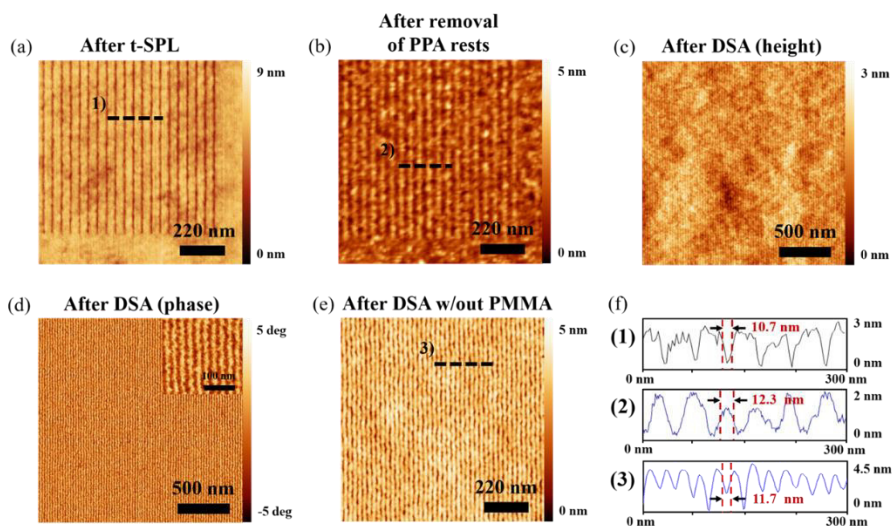 (a) After t-SPL
9 nm
1)
220 nm
0 nm
(b) After removal
of PPA rests
5 nm
2)
220 nm
0 nm
(c) After DSA (height)
3 nm
500 nm
0 nm
(d) After DSA (phase)
5 deg
100 nm
500 nm
-5 deg
(e) After DSA w/out PMMA
5 nm
3)
220 nm
0 nm
(f)
(1)
10.7 nm
3 nm
0 nm
0 nm
300 nm
(2)
12.3 nm
2 nm
0 nm
0 nm
300 nm
(3)
11.7 nm
4.5 nm
0 nm
0 nm
300 nm